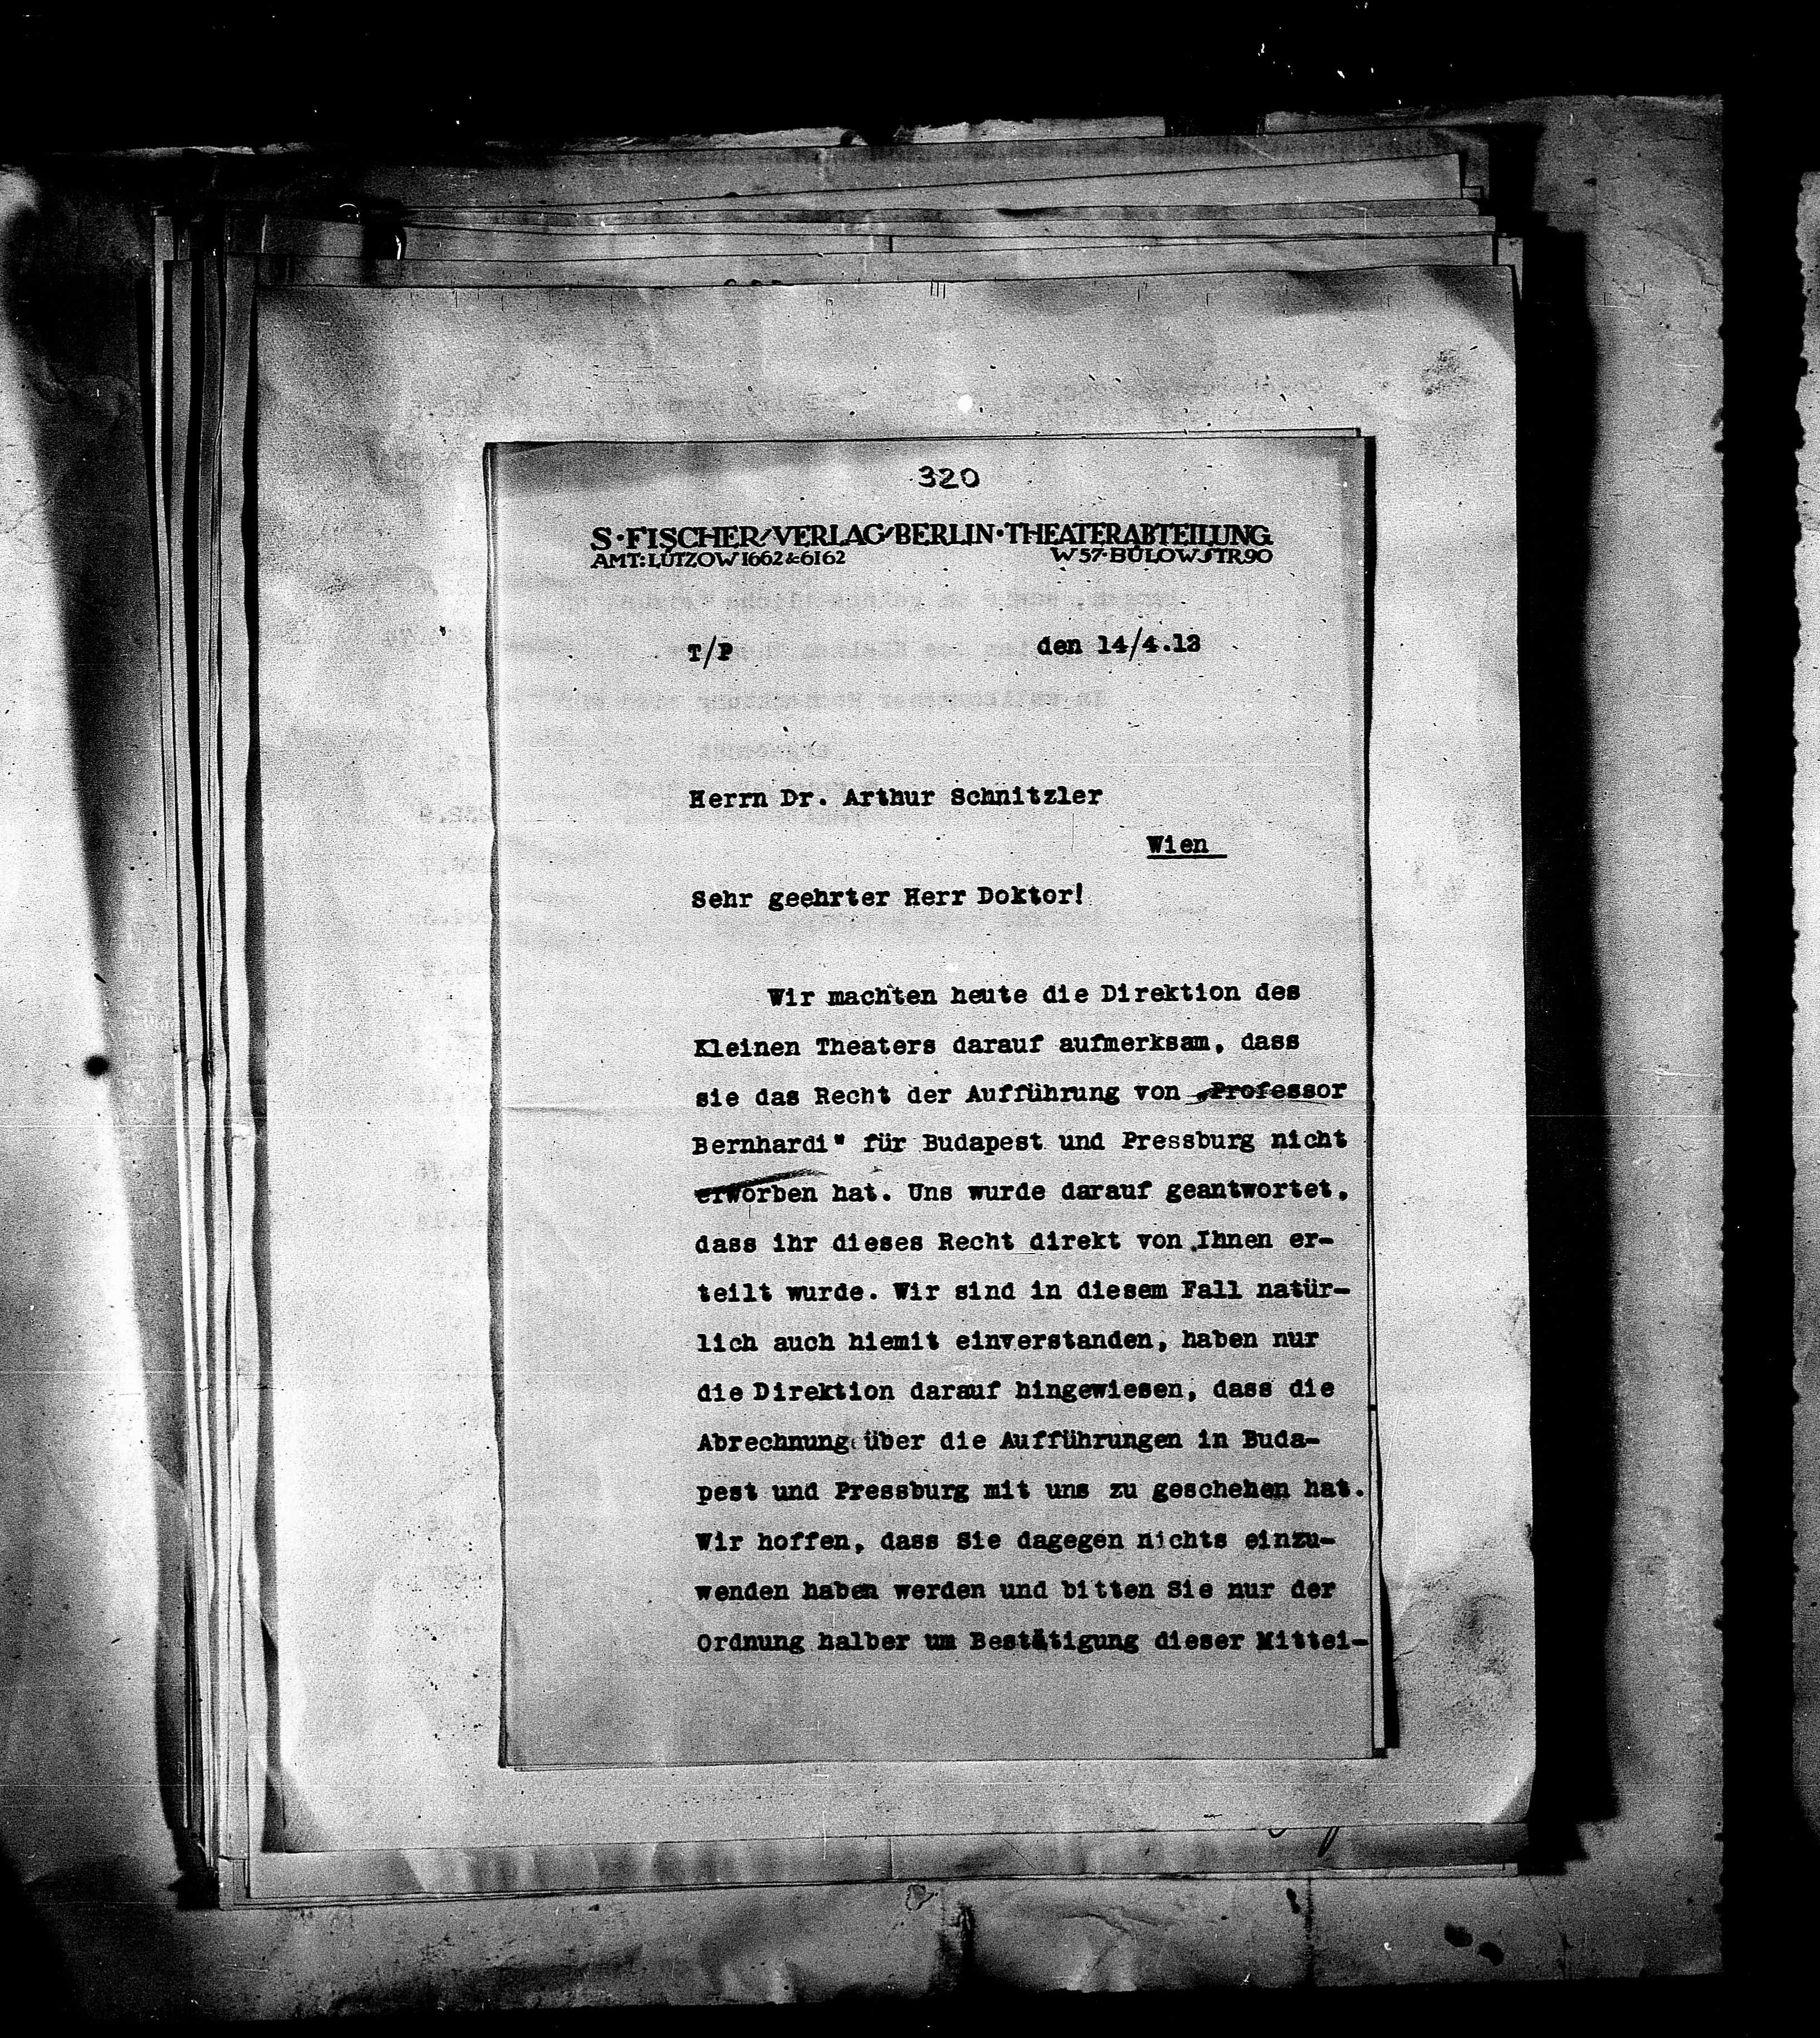 320
S·FISCHER/VERLAG/BERLIN·THEATERABTEILUNG
AMT:LÜTZOW 1662&6162 W57·BÜLOWSTR.90
T/P den 14/4.13
Herrn Dr. Arthur Schnitzler
Wien
Sehr geehrter Herr Doktor!
Wir machten heute die Direktion des
Kleinen Theaters darauf aufmerksam, dass
sie das Recht der Aufführung von „Professor
Bernhardi" für Budapest und Pressburg nicht
erworben hat. Uns wurde darauf geantwortet,
dass ihr dieses Recht direkt von Ihnen er-
teilt wurde. Wir sind in diesem Fall natür-
lich auch hiemit einverstanden, haben nur
die Direktion darauf hingewiesen, dass die
Abrechnung über die Aufführungen in Buda-
pest und Pressburg mit uns zu geschehen hat.
Wir hoffen, dass Sie dagegen nichts einzu-
wenden haben werden und bitten Sie nur der
Ordnung halber um Bestätigung dieser Mittei-